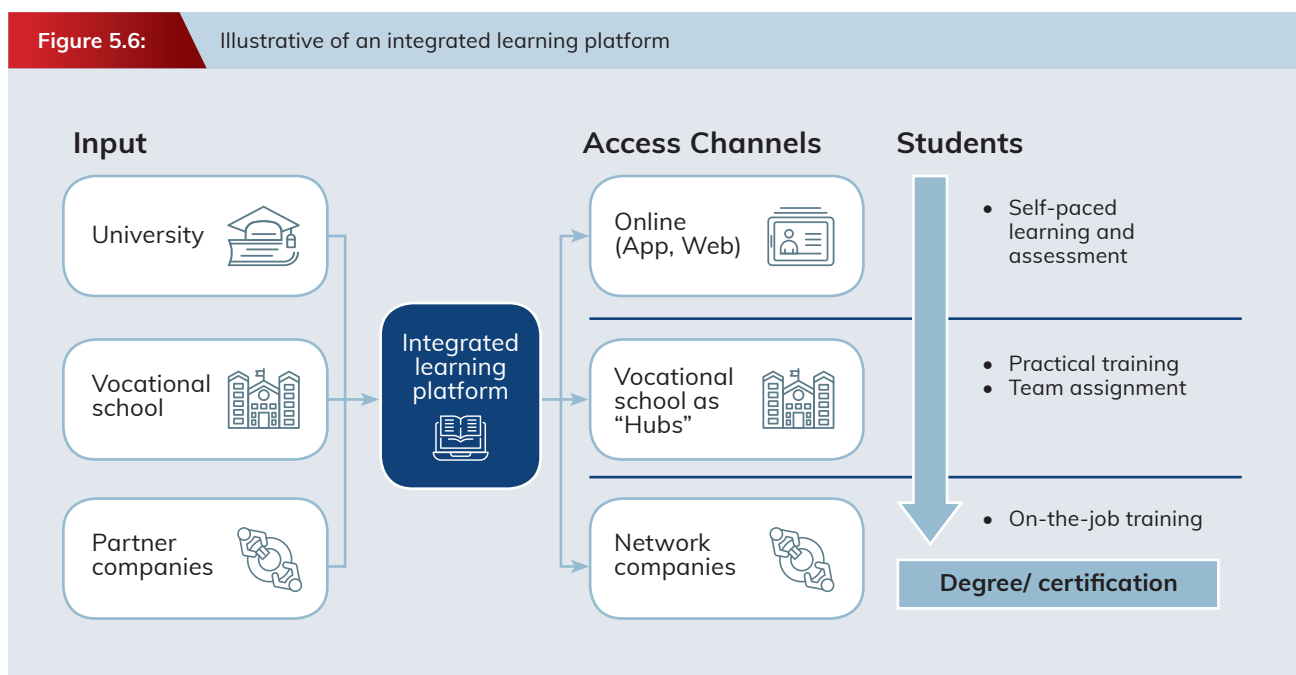 Figure 5.6:
Illustrative of an integrated learning platform
Input
University
Vocational
school
Partner
companies
Integrated
learning
platform
Access Channels
Online
(App, Web)
Vocational
school as
“Hubs”
Network
companies
Students
• Self-paced
learning and
assessment
• Practical training
• Team assignment
• On-the-job training
Degree/ certification